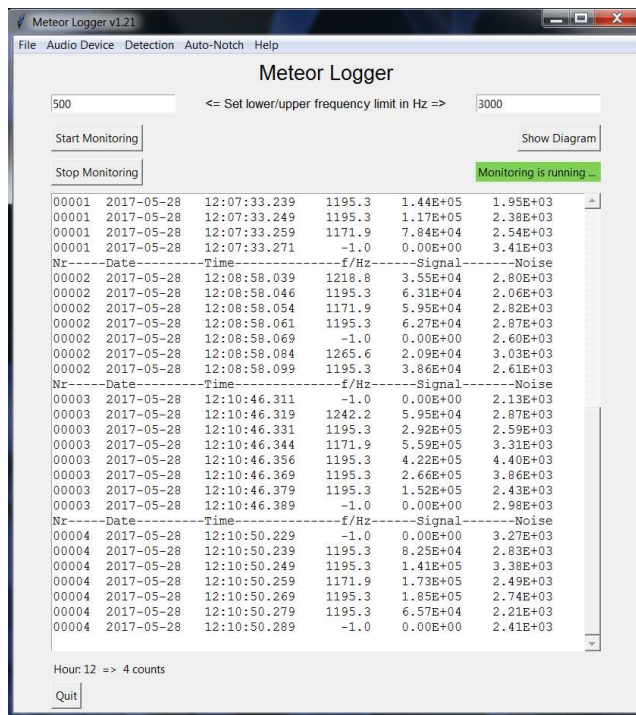 Meteor Logger v1.21
File Audio Device Detection Auto-Notch Help
Meteor Logger
500 <= Set lower/upper frequency limit in Hz => 3000
Start Monitoring Show Diagram
Stop Monitoring Monitoring is running ...
00001 2017-05-28 12:07:33.239 1195.3 1.44E+05 1.95E+03
00001 2017-05-28 12:07:33.249 1195.3 1.17E+05 2.38E+03
00001 2017-05-28 12:07:33.259 1171.9 7.84E+04 2.54E+03
00001 2017-05-28 12:07:33.271 -1.0 0.00E+00 3.41E+03
Nr-----Date---------Time-----------f/Hz-----Signal-------Noise
00002 2017-05-28 12:08:58.039 1218.8 3.55E+04 2.80E+03
00002 2017-05-28 12:08:58.046 1195.3 6.31E+04 2.06E+03
00002 2017-05-28 12:08:58.054 1171.9 5.95E+04 2.82E+03
00002 2017-05-28 12:08:58.061 1195.3 6.27E+04 2.87E+03
00002 2017-05-28 12:08:58.069 -1.0 0.00E+00 2.60E+03
00002 2017-05-28 12:08:58.084 1265.6 2.09E+04 3.03E+03
00002 2017-05-28 12:08:58.099 1195.3 3.86E+04 2.61E+03
Nr-----Date---------Time-----------f/Hz-----Signal-------Noise
00003 2017-05-28 12:10:46.311 -1.0 0.00E+00 2.13E+03
00003 2017-05-28 12:10:46.319 1242.2 5.95E+04 2.87E+03
00003 2017-05-28 12:10:46.331 1195.3 2.92E+05 2.59E+03
00003 2017-05-28 12:10:46.344 1171.9 5.59E+04 3.31E+03
00003 2017-05-28 12:10:46.356 1195.3 4.22E+05 4.40E+03
00003 2017-05-28 12:10:46.369 1195.3 2.66E+05 3.86E+03
00003 2017-05-28 12:10:46.379 1195.3 1.52E+05 2.43E+03
00003 2017-05-28 12:10:46.389 -1.0 0.00E+00 2.98E+03
Nr-----Date---------Time-----------f/Hz-----Signal-------Noise
00004 2017-05-28 12:10:50.229 -1.0 0.00E+00 3.27E+03
00004 2017-05-28 12:10:50.239 1195.3 8.25E+04 2.83E+03
00004 2017-05-28 12:10:50.249 1195.3 1.41E+05 3.38E+03
00004 2017-05-28 12:10:50.259 1171.9 1.73E+05 2.49E+03
00004 2017-05-28 12:10:50.269 1195.3 1.85E+05 2.74E+03
00004 2017-05-28 12:10:50.279 1195.3 6.57E+04 2.21E+03
00004 2017-05-28 12:10:50.289 -1.0 0.00E+00 2.41E+03
Hour: 12 => 4 counts
Quit